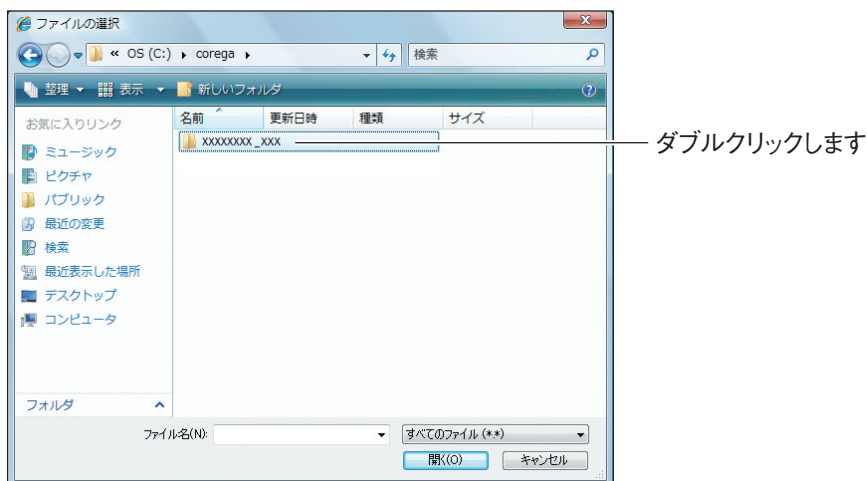 ファイルの選択
« OS (C:) ▸ corega ▸ 検索
整理 ▼ 表示 ▼ 新しいフォルダ
お気に入りリンク
ミュージック
ピクチャ
パブリック
最近の変更
検索
最近表示した場所
デスクトップ
コンピュータ
フォルダ
名前 更新日時 種類 サイズ
XXXXXXXX_XXX
ダブルクリックします
ファイル名(N): すべてのファイル (*.*)
開く(O) キャンセル